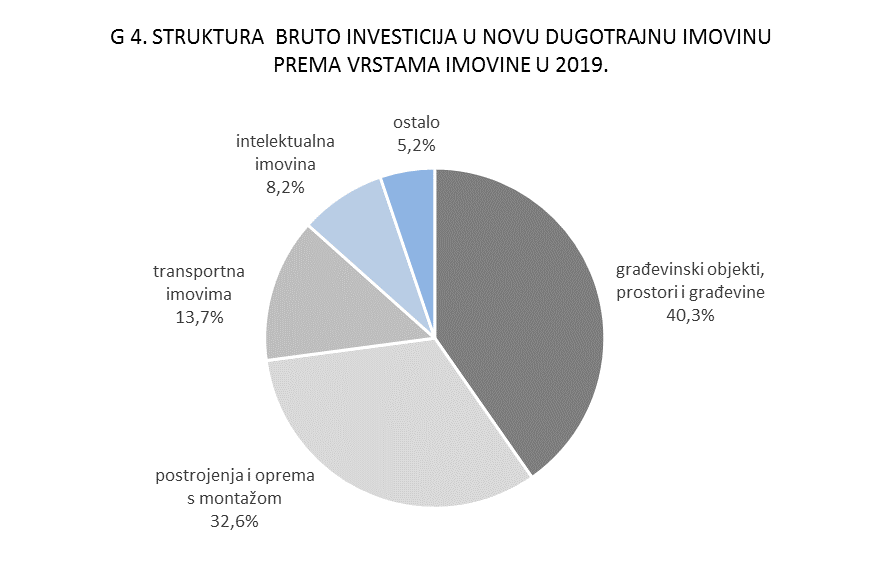 G 4. STRUKTURA BRUTO INVESTICIJA U NOVU DUGOTRAJNU IMOVINU
PREMA VRSTAMA IMOVINE U 2019.
ostalo
5,2%
intelektualna
imovina
8,2%
transportna
imovima
13,7%
građevinski objekti,
prostori i građevine
40,3%
postrojenja i oprema
s montažom
32,6%